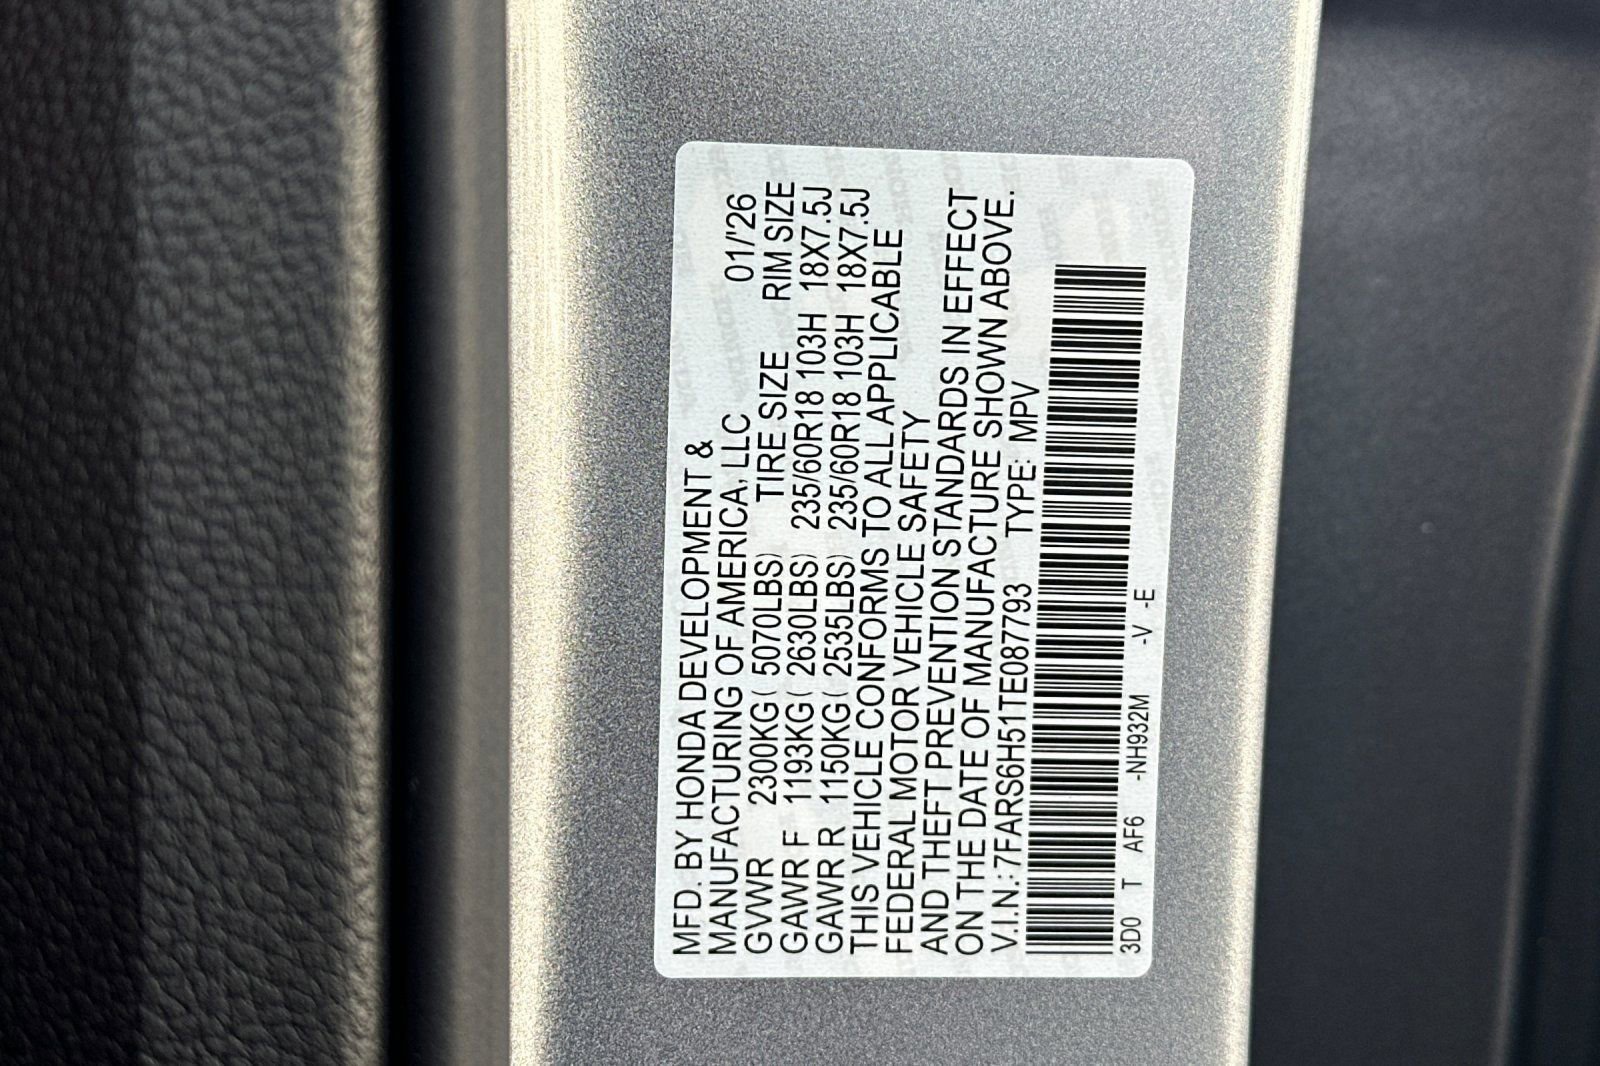 MFD. BY HONDA DEVELOPMENT &
MANUFACTURING OF AMERICA, LLC 01/'26
GVWR 2300KG( 5070LBS) TIRE SIZE RIM SIZE
GAWR F 1193KG( 2630LBS) 235/60R18 103H 18X7.5J
GAWR R 1150KG( 2535LBS) 235/60R18 103H 18X7.5J
THIS VEHICLE CONFORMS TO ALL APPLICABLE
FEDERAL MOTOR VEHICLE SAFETY
AND THEFT PREVENTION STANDARDS IN EFFECT
ON THE DATE OF MANUFACTURE SHOWN ABOVE.
V.I.N.: 7FARS6H51TE087793 TYPE: MPV
3D0 T AF6 -NH932M -V -E